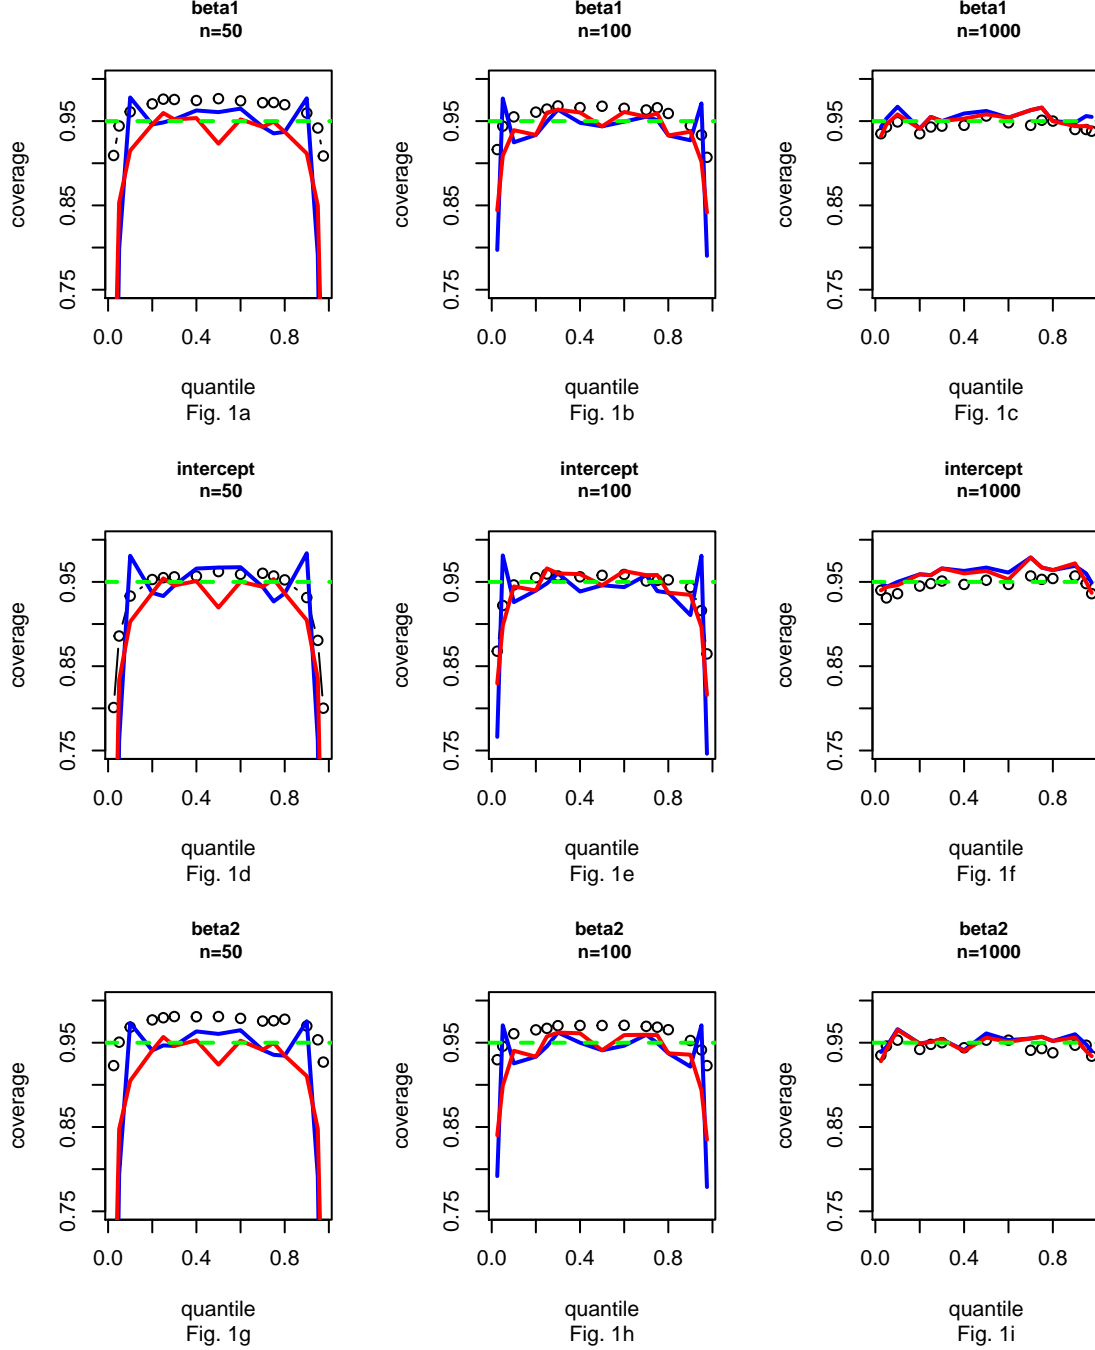 beta1
n=50
coverage
0.75
0.85
0.95
0.0
0.4
0.8
quantile
Fig. 1a
beta1
n=100
coverage
0.75
0.85
0.95
0.0
0.4
0.8
quantile
Fig. 1b
beta1
n=1000
coverage
0.75
0.85
0.95
0.0
0.4
0.8
quantile
Fig. 1c
intercept
n=50
coverage
0.75
0.85
0.95
0.0
0.4
0.8
quantile
Fig. 1d
intercept
n=100
coverage
0.75
0.85
0.95
0.0
0.4
0.8
quantile
Fig. 1e
intercept
n=1000
coverage
0.75
0.85
0.95
0.0
0.4
0.8
quantile
Fig. 1f
beta2
n=50
coverage
0.75
0.85
0.95
0.0
0.4
0.8
quantile
Fig. 1g
beta2
n=100
coverage
0.75
0.85
0.95
0.0
0.4
0.8
quantile
Fig. 1h
beta2
n=1000
coverage
0.75
0.85
0.95
0.0
0.4
0.8
quantile
Fig. 1i